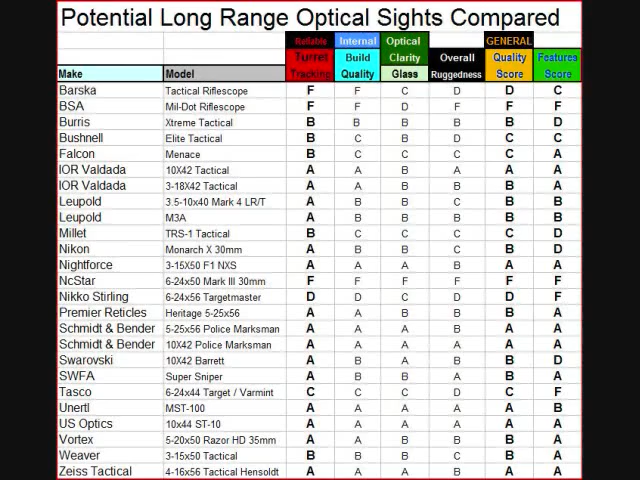 Potential Long Range Optical Sights Compared
Reliable Internal Optical GENERAL
Turret Build Clarity Overall Quality Features
Make Model Tracking Quality Glass Ruggedness Score Score
Barska Tactical Riflescope F F C D D C
BSA Mil-Dot Riflescope F F D F F F
Burris Xtreme Tactical B B B B B D
Bushnell Elite Tactical B C B D C C
Falcon Menace B C C C C A
IOR Valdada 10X42 Tactical A A B A A A
IOR Valdada 3-18X42 Tactical A A B B B A
Leupold 3.5-10x40 Mark 4 LR/T A B B C B B
Leupold M3A A B B B B B
Millet TRS-1 Tactical B C C C C D
Nikon Monarch X 30mm A B B C B D
Nightforce 3-15X50 F1 NXS A A A B A A
NcStar 6-24x50 Mark III 30mm F F F F F F
Nikko Stirling 6-24x56 Targetmaster D D C D D F
Premier Reticles Heritage 5-25x56 A A B B B A
Schmidt & Bender 5-25x56 Police Marksman A A A B A A
Schmidt & Bender 10X42 Police Marksman A A A A A A
Swarovski 10X42 Barrett A B A B B D
SWFA Super Sniper A B B A B A
Tasco 6-24x44 Target / Varmint C C C D C F
Unertl MST-100 A A A A A B
US Optics 10x44 ST-10 A A A A A A
Vortex 5-20x50 Razor HD 35mm A A B B B A
Weaver 3-15x50 Tactical B B B C B A
Zeiss Tactical 4-16x56 Tactical Hensoldt A A A B A A